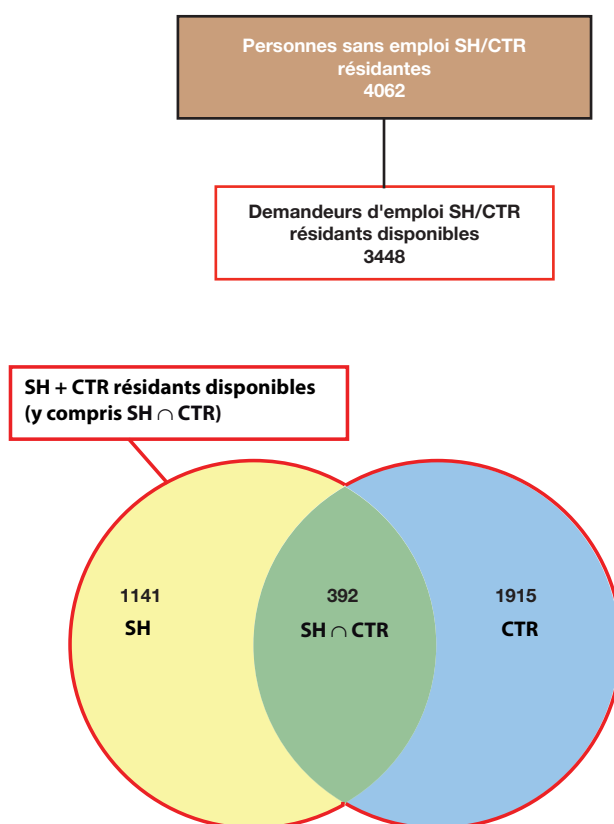 Personnes sans emploi SH/CTR
résidantes
4062
Demandeurs d'emploi SH/CTR
résidants disponibles
3448
SH + CTR résidants disponibles
(y compris SH ∩ CTR)
1141 392 1915
SH SH ∩ CTR CTR